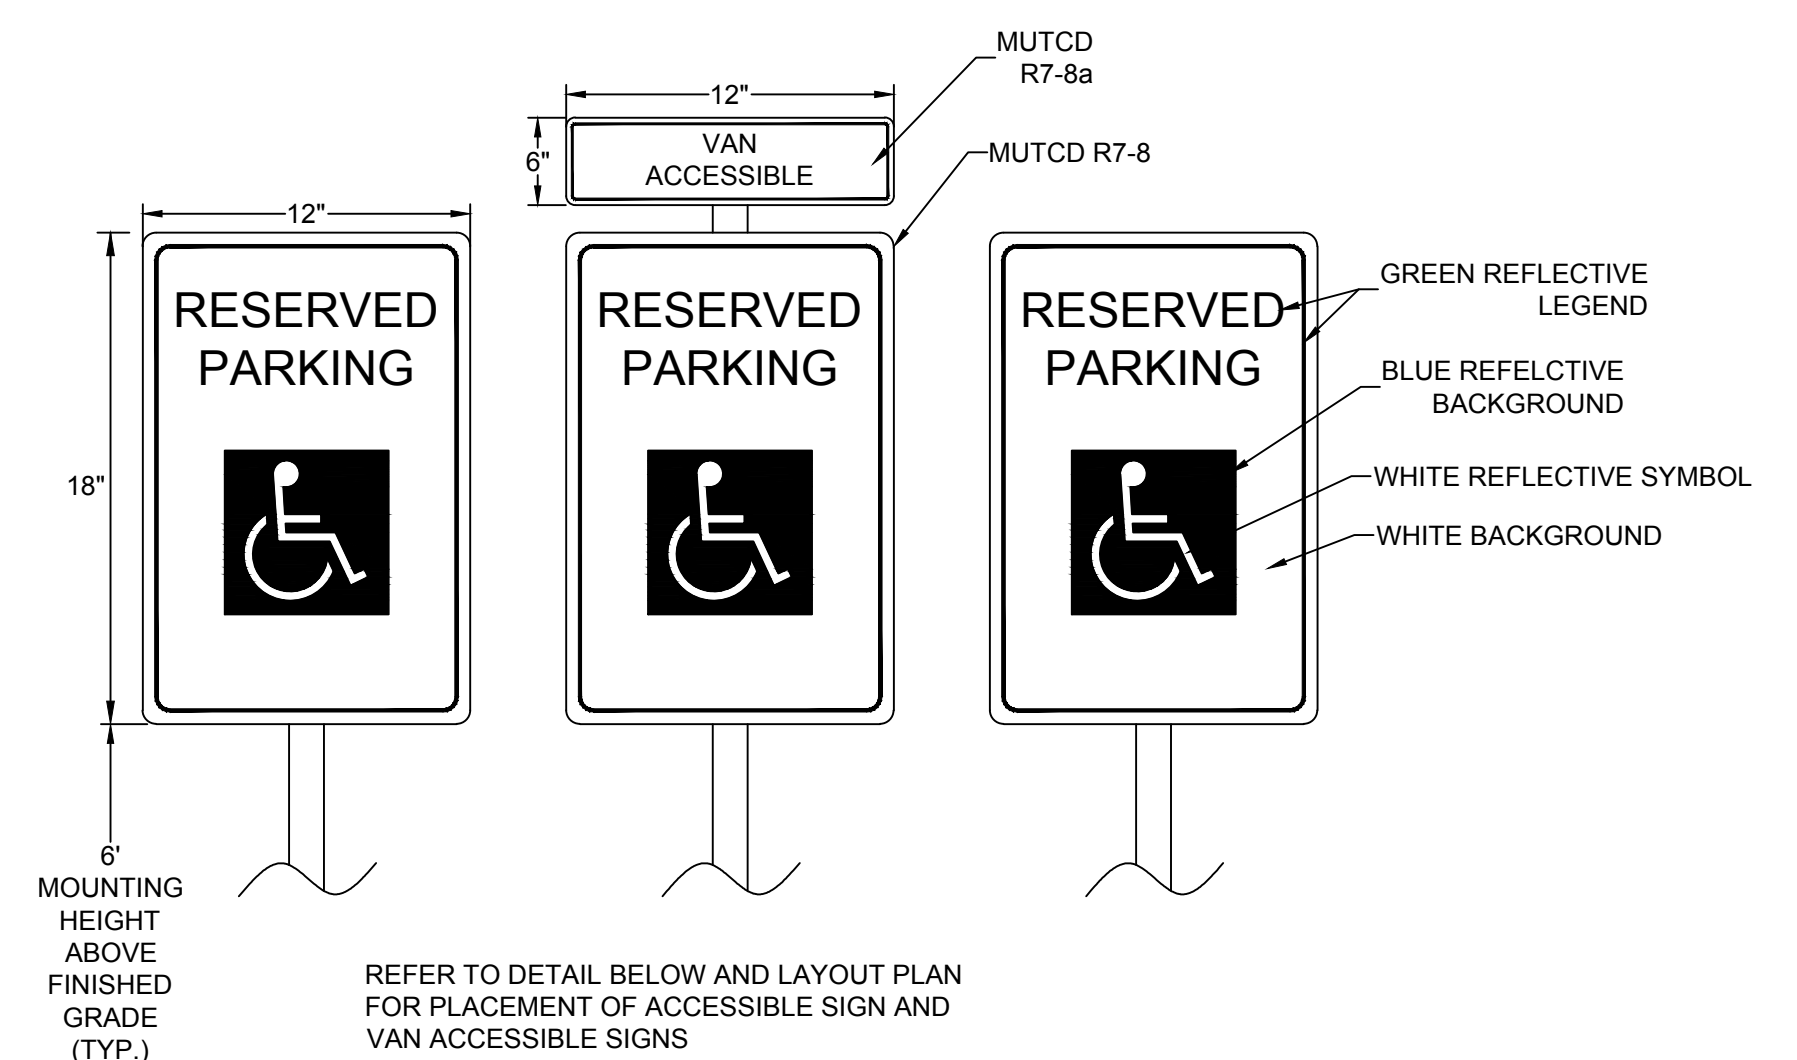 MUTCD
R7-8a
12"
6"
VAN
ACCESSIBLE
MUTCD R7-8
12"
18"
RESERVED
PARKING
RESERVED
PARKING
RESERVED
PARKING
GREEN REFLECTIVE
LEGEND
BLUE REFELCTIVE
BACKGROUND
WHITE REFLECTIVE SYMBOL
WHITE BACKGROUND
6'
MOUNTING
HEIGHT
ABOVE
FINISHED
GRADE
(TYP.)
REFER TO DETAIL BELOW AND LAYOUT PLAN
FOR PLACEMENT OF ACCESSIBLE SIGN AND
VAN ACCESSIBLE SIGNS